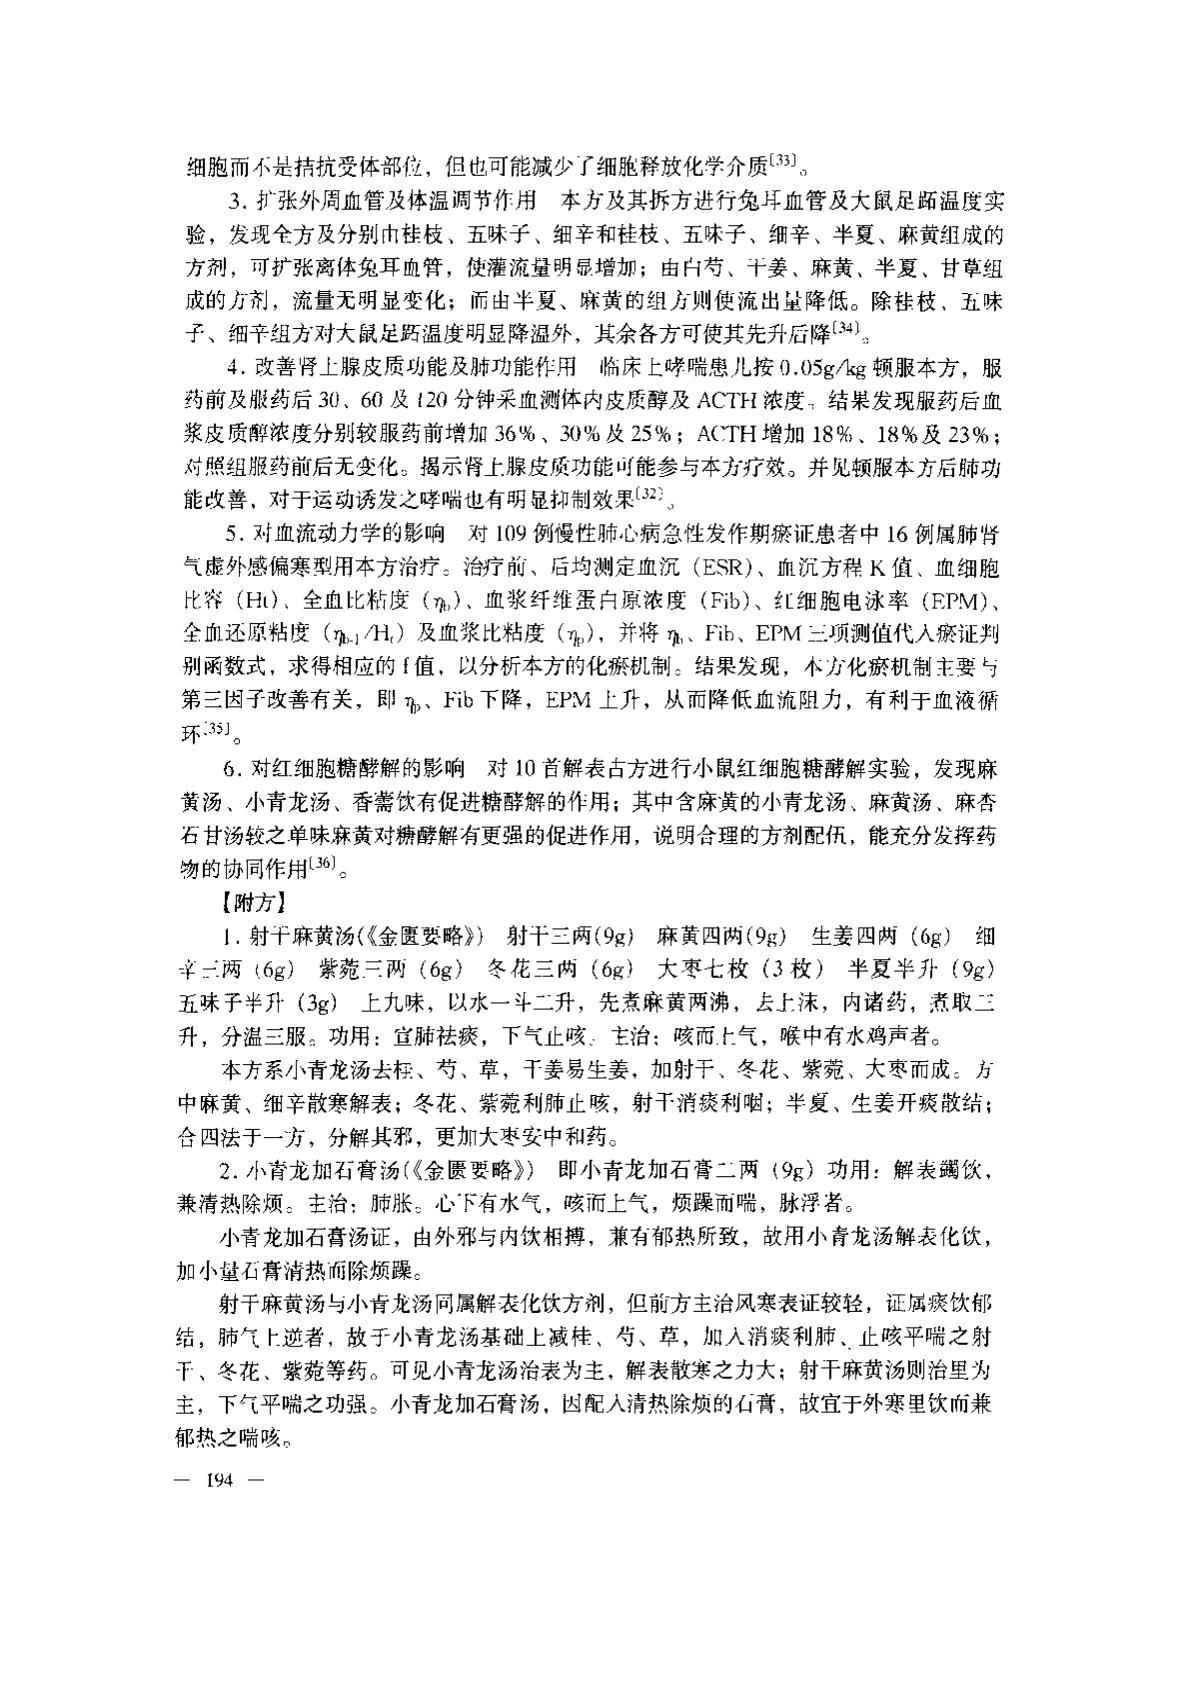 细胞而不是拮抗受体部位，但也可能减少了细胞释放化学介质〔33〕。
3. 扩张外周血管及体温调节作用　本方及其拆方进行兔耳血管及大鼠足跖温度实
验，发现全方及分别由桂枝、五味子、细辛和桂枝、五味子、细辛、半夏、麻黄组成的
方剂，可扩张离体兔耳血管，使灌流量明显增加；由白芍、干姜、麻黄、半夏、甘草组
成的方剂，流量无明显变化；而由半夏、麻黄的组方则使流出量降低。除桂枝、五味
子、细辛组方对大鼠足跖温度明显降温外，其余各方可使其先升后降〔34〕。
4. 改善肾上腺皮质功能及肺功能作用　临床上哮喘患儿按 0.05g/kg 顿服本方，服
药前及服药后 30、60 及 120 分钟采血测体内皮质醇及 ACTH 浓度。结果发现服药后血
浆皮质醇浓度分别较服药前增加 36%、30% 及 25%；ACTH 增加 18%、18% 及 23%；
对照组服药前后无变化。揭示肾上腺皮质功能可能参与本方疗效。并见顿服本方后肺功
能改善，对于运动诱发之哮喘也有明显抑制效果〔32〕。
5. 对血流动力学的影响　对 109 例慢性肺心病急性发作期瘀证患者中 16 例属肺肾
气虚外感偏寒型用本方治疗。治疗前、后均测定血沉（ESR）、血沉方程 K 值、血细胞
比容（Ht）、全血比粘度（ηb）、血浆纤维蛋白原浓度（Fib）、红细胞电泳率（EPM）、
全血还原粘度（ηb-1/Ht）及血浆比粘度（ηp），并将 ηb、Fib、EPM 三项测值代入瘀证判
别函数式，求得相应的 f 值，以分析本方的化瘀机制。结果发现，本方化瘀机制主要与
第三因子改善有关，即 ηp、Fib 下降，EPM 上升，从而降低血流阻力，有利于血液循
环〔35〕。
6. 对红细胞糖酵解的影响　对 10 首解表古方进行小鼠红细胞糖酵解实验，发现麻
黄汤、小青龙汤、香薷饮有促进糖酵解的作用；其中含麻黄的小青龙汤、麻黄汤、麻杏
石甘汤较之单味麻黄对糖酵解有更强的促进作用，说明合理的方剂配伍，能充分发挥药
物的协同作用〔36〕。
【附方】
1. 射干麻黄汤(《金匮要略》)　射干三两(9g)　麻黄四两(9g)　生姜四两（6g）　细
辛三两（6g）　紫菀三两（6g）　冬花三两（6g）　大枣七枚（3 枚）　半夏半升（9g）
五味子半升（3g）　上九味，以水一斗二升，先煮麻黄两沸，去上沫，内诸药，煮取三
升，分温三服。功用：宣肺祛痰，下气止咳。主治：咳而上气，喉中有水鸡声者。
本方系小青龙汤去桂、芍、草，干姜易生姜，加射干、冬花、紫菀、大枣而成。方
中麻黄、细辛散寒解表；冬花、紫菀利肺止咳，射干消痰利咽；半夏、生姜开痰散结；
合四法于一方，分解其邪，更加大枣安中和药。
2. 小青龙加石膏汤(《金匮要略》)　即小青龙加石膏二两（9g）功用：解表蠲饮，
兼清热除烦。主治：肺胀。心下有水气，咳而上气，烦躁而喘，脉浮者。
小青龙加石膏汤证，由外邪与内饮相搏，兼有郁热所致，故用小青龙汤解表化饮，
加小量石膏清热而除烦躁。
射干麻黄汤与小青龙汤同属解表化饮方剂，但前方主治风寒表证较轻，证属痰饮郁
结，肺气上逆者，故于小青龙汤基础上减桂、芍、草，加入消痰利肺、止咳平喘之射
干、冬花、紫菀等药。可见小青龙汤治表为主，解表散寒之力大；射干麻黄汤则治里为
主，下气平喘之功强。小青龙加石膏汤，因配入清热除烦的石膏，故宜于外寒里饮而兼
郁热之喘咳。
— 194 —